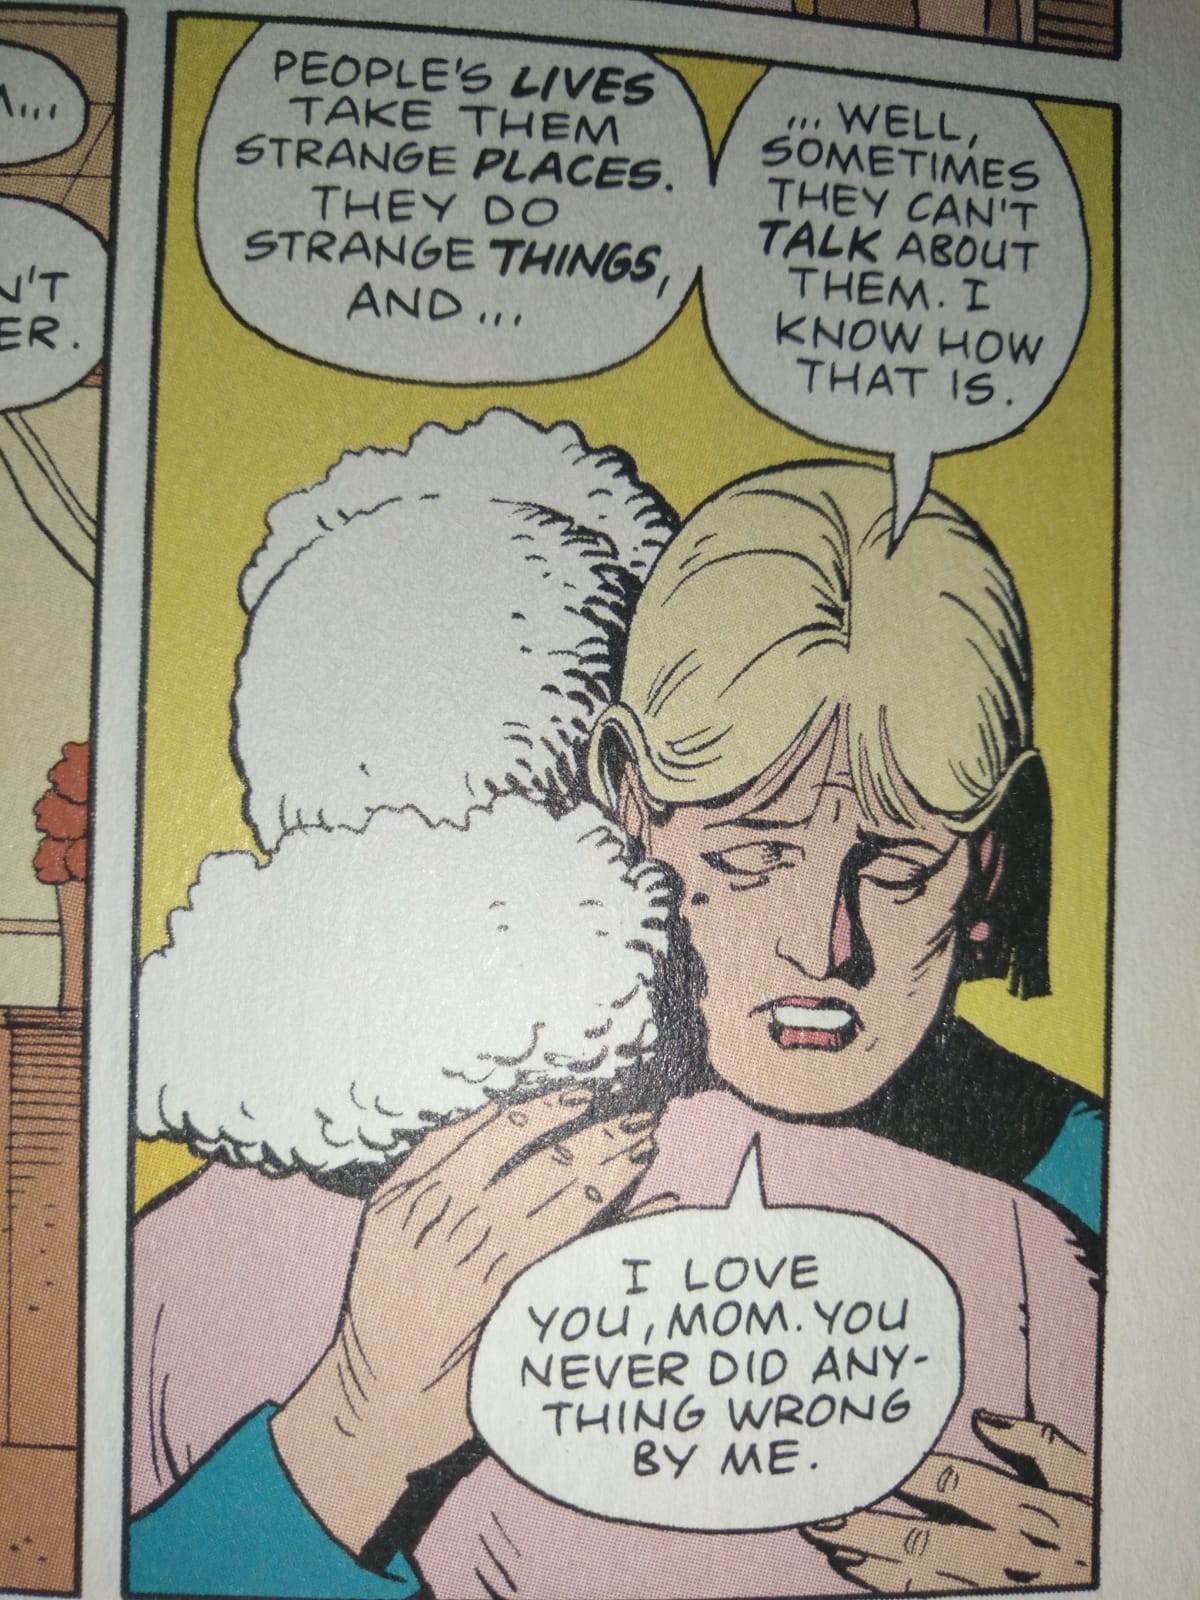 PEOPLE'S LIVES
TAKE THEM
STRANGE PLACES.
THEY DO
STRANGE THINGS,
AND...
... WELL,
SOMETIMES
THEY CAN'T
TALK ABOUT
THEM. I
KNOW HOW
THAT IS.
I LOVE
YOU, MOM. YOU
NEVER DID ANY-
THING WRONG
BY ME.